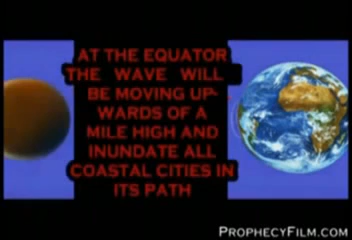 AT THE EQUATOR
THE WAVE WILL
BE MOVING UP-
WARDS OF A
MILE HIGH AND
INUNDATE ALL
COASTAL CITIES IN
ITS PATH
PROPHECYFILM.COM